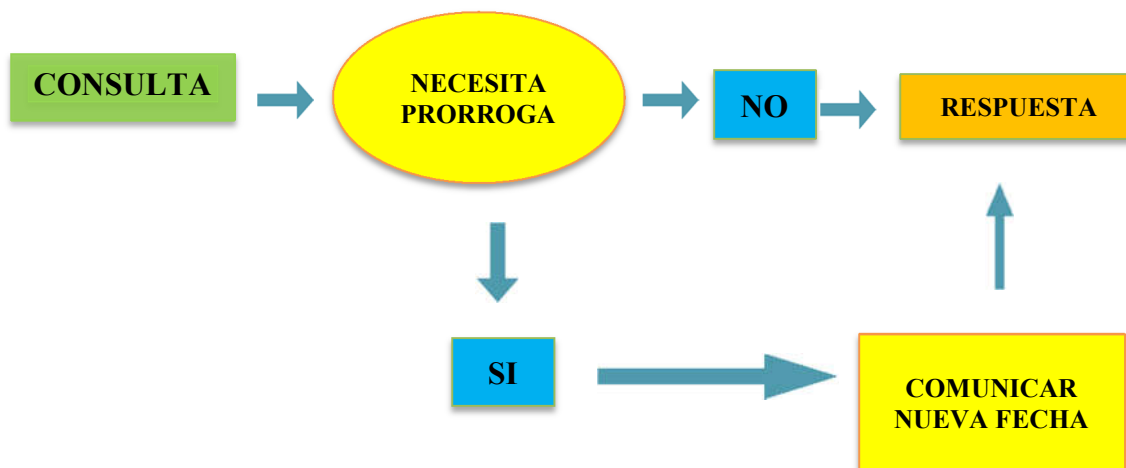 CONSULTA
NECESITA
PRORROGA
NO
RESPUESTA
SI
COMUNICAR
NUEVA FECHA